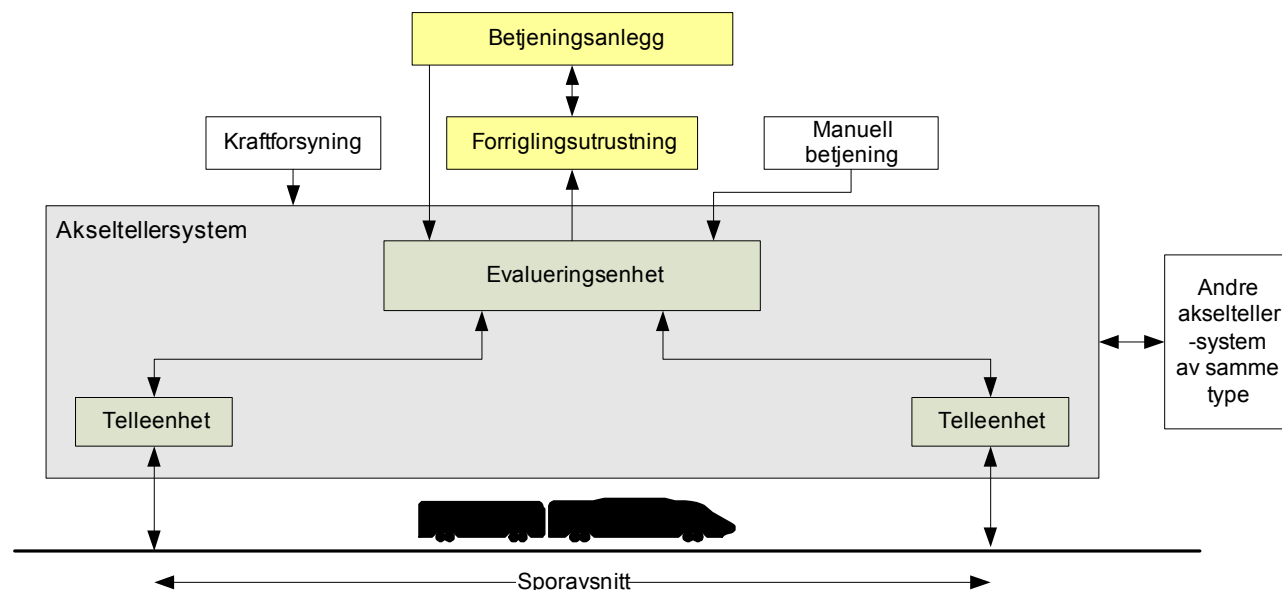 Betjeningsanlegg
Kraftforsyning
Forriglingsutrustning
Manuell
betjening
Akseltellersystem
Evalueringsenhet
Andre
akselteller
-system
av samme
type
Telleenhet
Telleenhet
Sporavsnitt